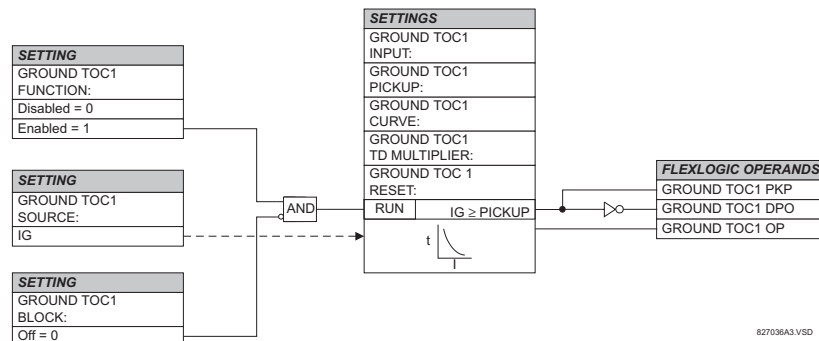 SETTING
GROUND TOC1
FUNCTION:
Disabled = 0
Enabled = 1
SETTING
GROUND TOC1
SOURCE:
IG
SETTING
GROUND TOC1
BLOCK:
Off = 0
AND
SETTINGS
GROUND TOC1
INPUT:
GROUND TOC1
PICKUP:
GROUND TOC1
CURVE:
GROUND TOC1
TD MULTIPLIER:
GROUND TOC 1
RESET:
RUN IG ≥ PICKUP
t
I
FLEXLOGIC OPERANDS
GROUND TOC1 PKP
GROUND TOC1 DPO
GROUND TOC1 OP
827036A3.VSD